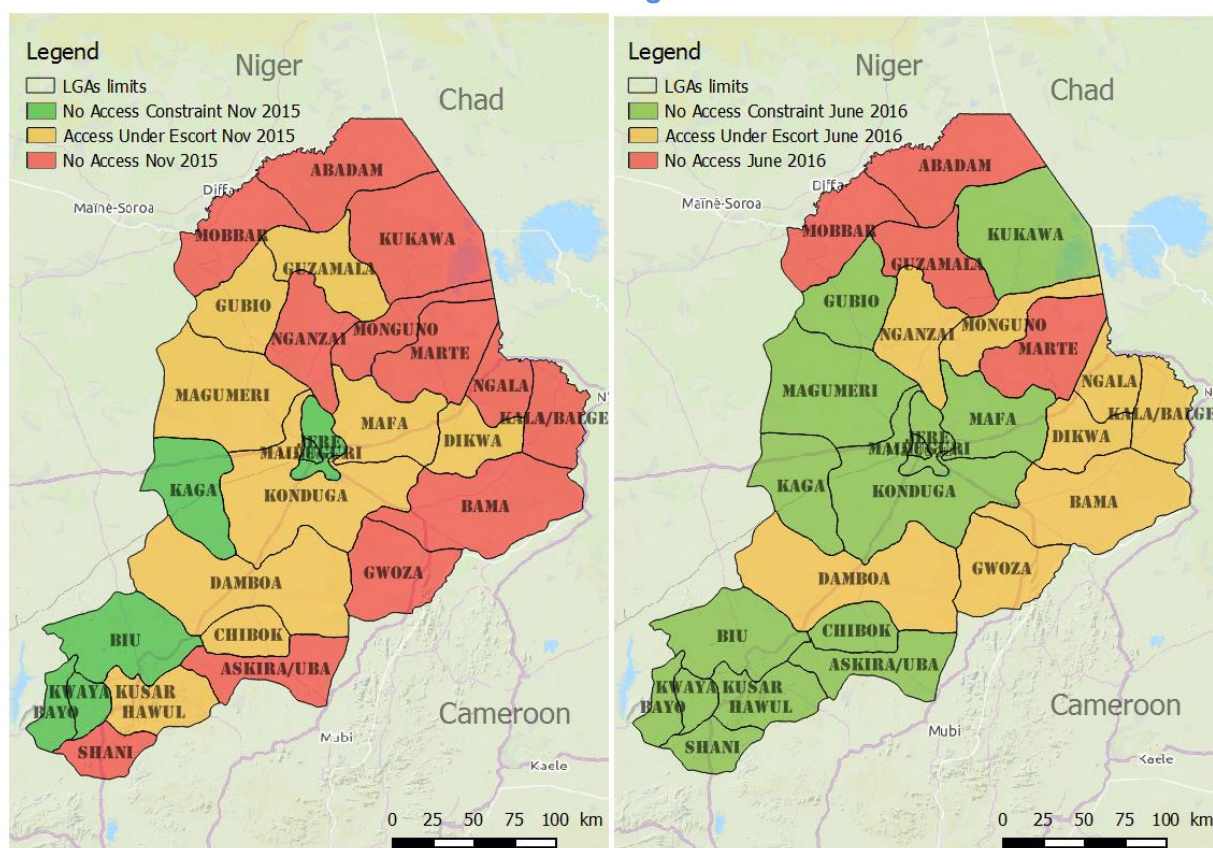 Legend
LGAs limits
No Access Constraint Nov 2015
Access Under Escort Nov 2015
No Access Nov 2015
Niger
Chad
ABADAM
Diffa
Maïné-Soroa
MOBBAR
KUKAWA
GUZAMALA
GUBIO
NGANZAI
MONGUNO
MARTE
NGALA
MAGUMERI
MAFA
KALA/BALGE
JERE
DIKWA
MAIDUGURI
KAGA
KONDUGA
BAMA
GWOZA
DAMBOA
BIU
CHIBOK
ASKIRA/UBA
KWAYA KUSAR
BAYO
HAWUL
SHANI
Cameroon
Mubi
Kaele
0 25 50 75 100 km
Legend
LGAs limits
No Access Constraint June 2016
Access Under Escort June 2016
No Access June 2016
Niger
Chad
ABADAM
Diffa
Maïné-Soroa
MOBBAR
KUKAWA
GUZAMALA
GUBIO
NGANZAI
MONGUNO
MARTE
NGALA
MAGUMERI
MAFA
KALA/BALGE
JERE
DIKWA
MAIDUGURI
KAGA
KONDUGA
BAMA
GWOZA
DAMBOA
BIU
CHIBOK
ASKIRA/UBA
KWAYA KUSAR
BAYO
HAWUL
SHANI
Cameroon
Mubi
Kaele
0 25 50 75 100 km